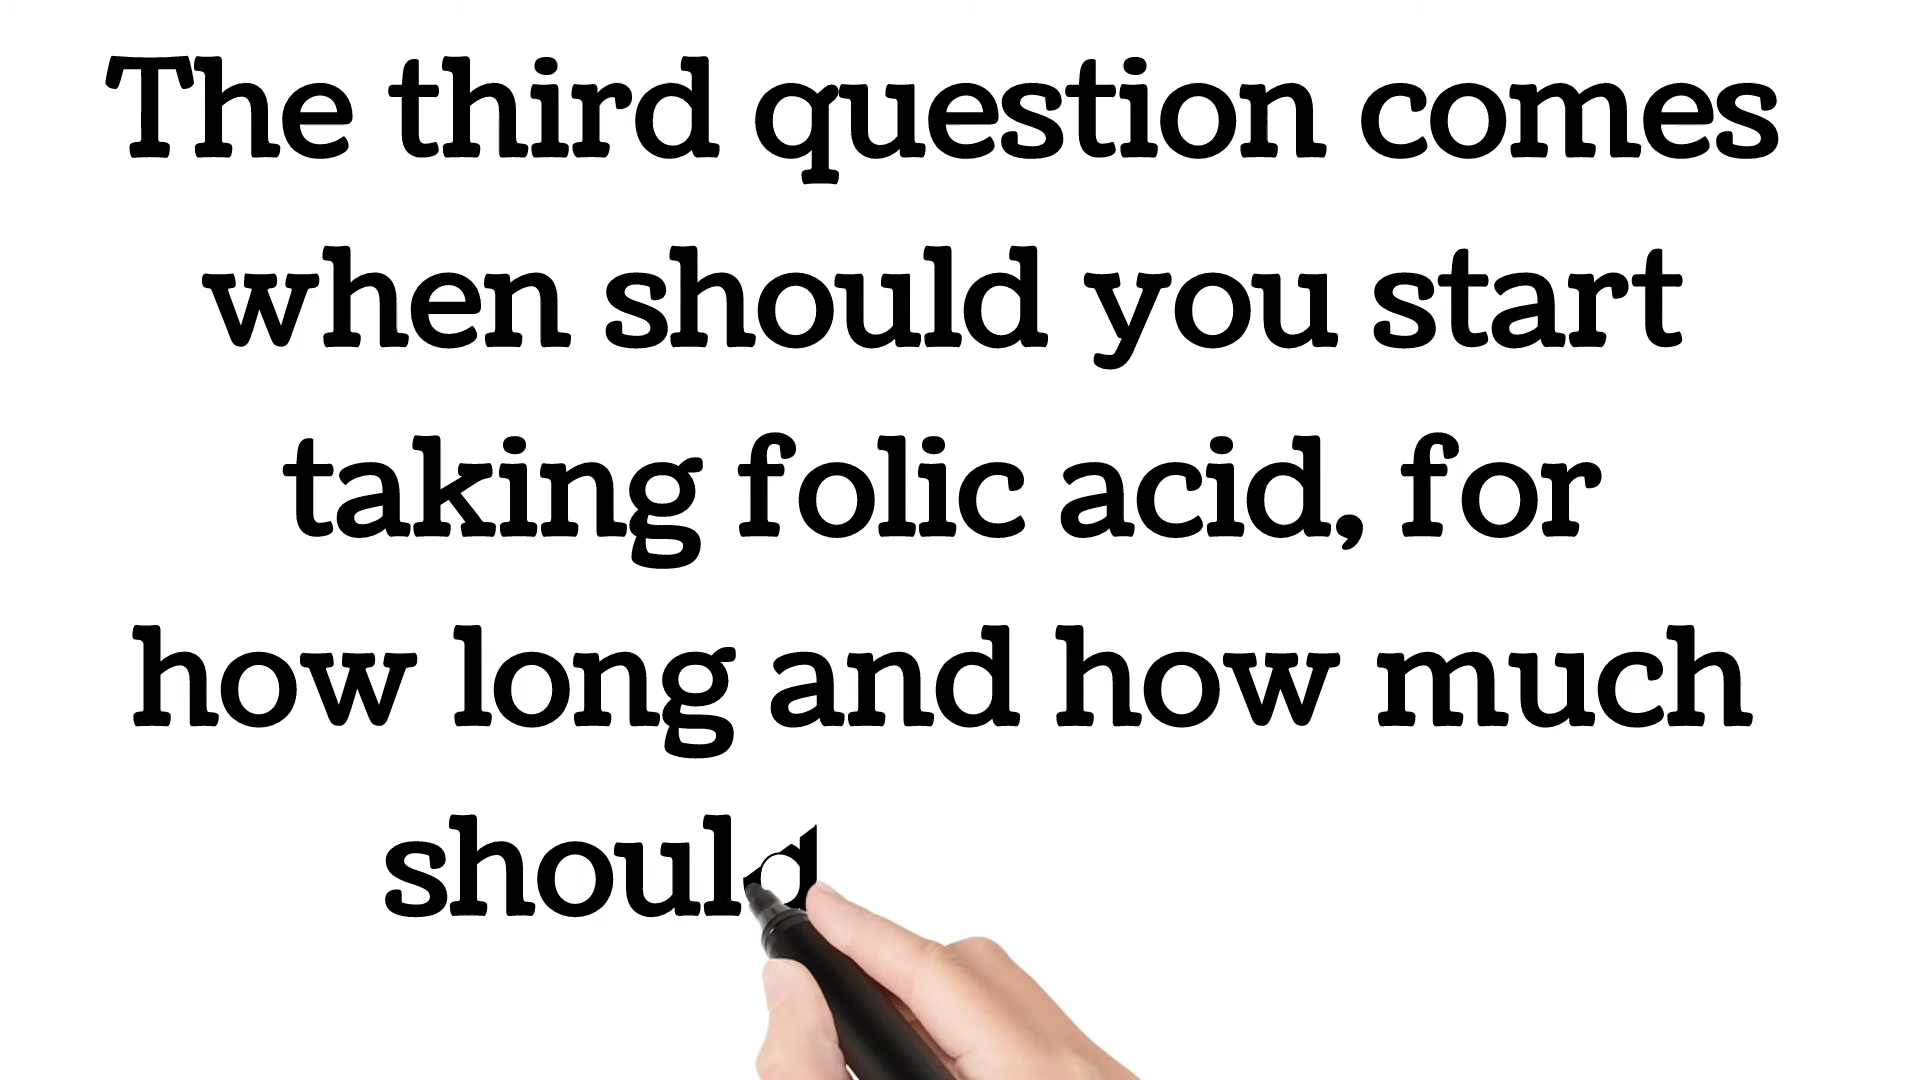 The third question comes
when should you start
taking folic acid, for
how long and how much
should